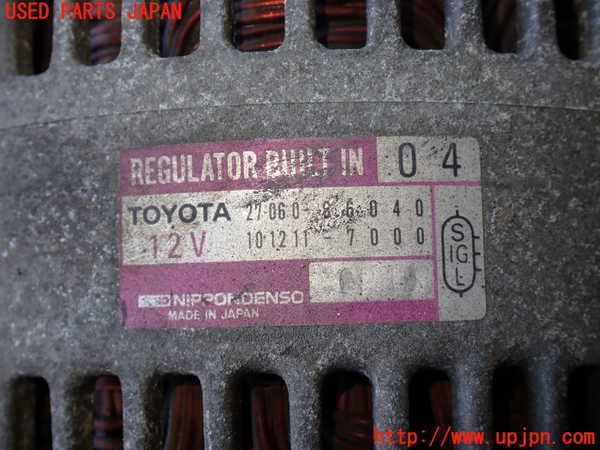 USED PARTS JAPAN
REGULATOR BUILT IN 04
TOYOTA 27060-86040
12V 101211-7000
S
IG
L
NIPPONDENSO
MADE IN JAPAN
http://www.upjpn.com/